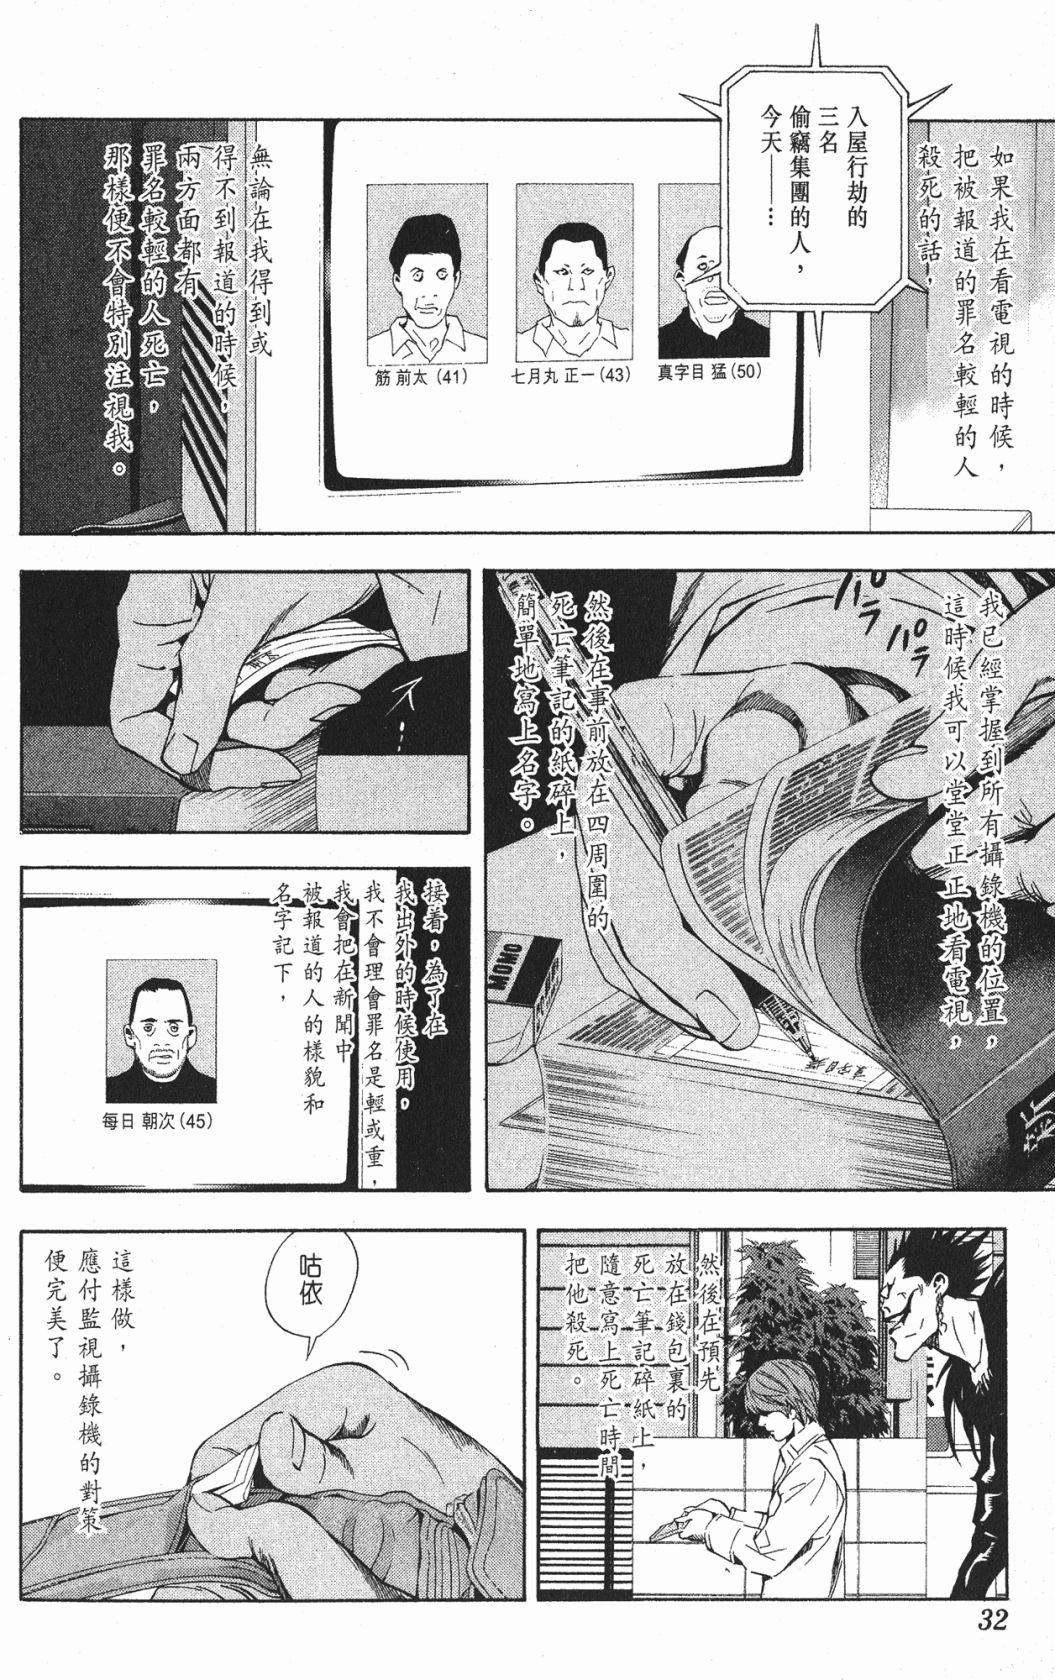 入屋行劫的
三名
偷竊集團的人，
今天——…
如果我在看電視的時候，
把被報道的罪名較輕的人
殺死的話，
真字目 猛(50)
七月丸 正一(43)
筋 前太(41)
無論在我得到或
得不到報道的時候，
兩方面都有
罪名較輕的人死亡，
那樣便不會特別注視我。
我已經掌握到所有攝錄機的位置，
這時候我可以堂堂正正地看電視，
パラ
パラ
然後在事前放在四周圍的
死亡筆記的紙碎上，
簡單地寫上名字。
真字目猛
MONO
接着，為了在
我出外的時候使用，
我不會理會罪名是輕或重，
我會把在新聞中
被報道的人的樣貌和
名字記下，
每日 朝次(45)
然後在預先
放在錢包裏的
死亡筆記碎紙上，
隨意寫上死亡時間
把他殺死。
咕依
這樣做，
應付監視攝錄機的對策
便完美了。
32